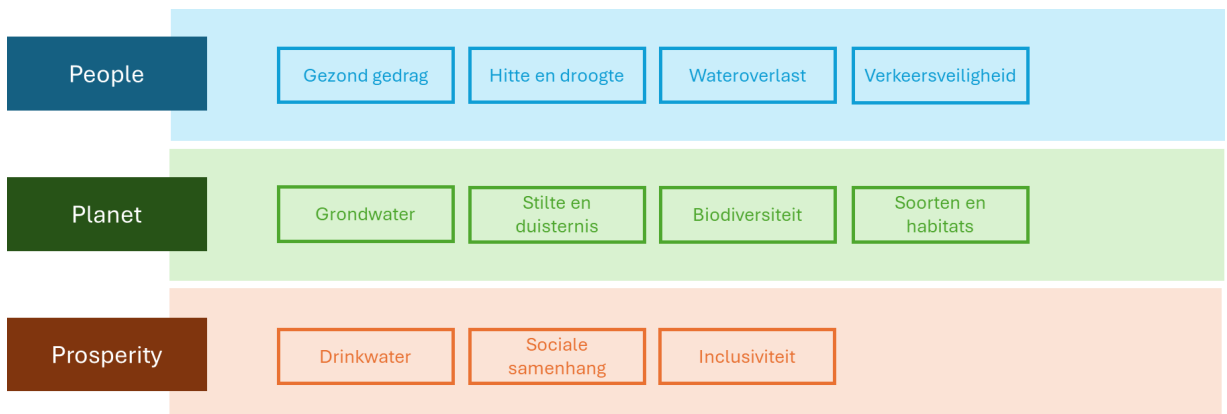 People
Gezond gedrag
Hitte en droogte
Wateroverlast
Verkeersveiligheid
Planet
Grondwater
Stilte en
duisternis
Biodiversiteit
Soorten en
habitats
Prosperity
Drinkwater
Sociale
samenhang
Inclusiviteit